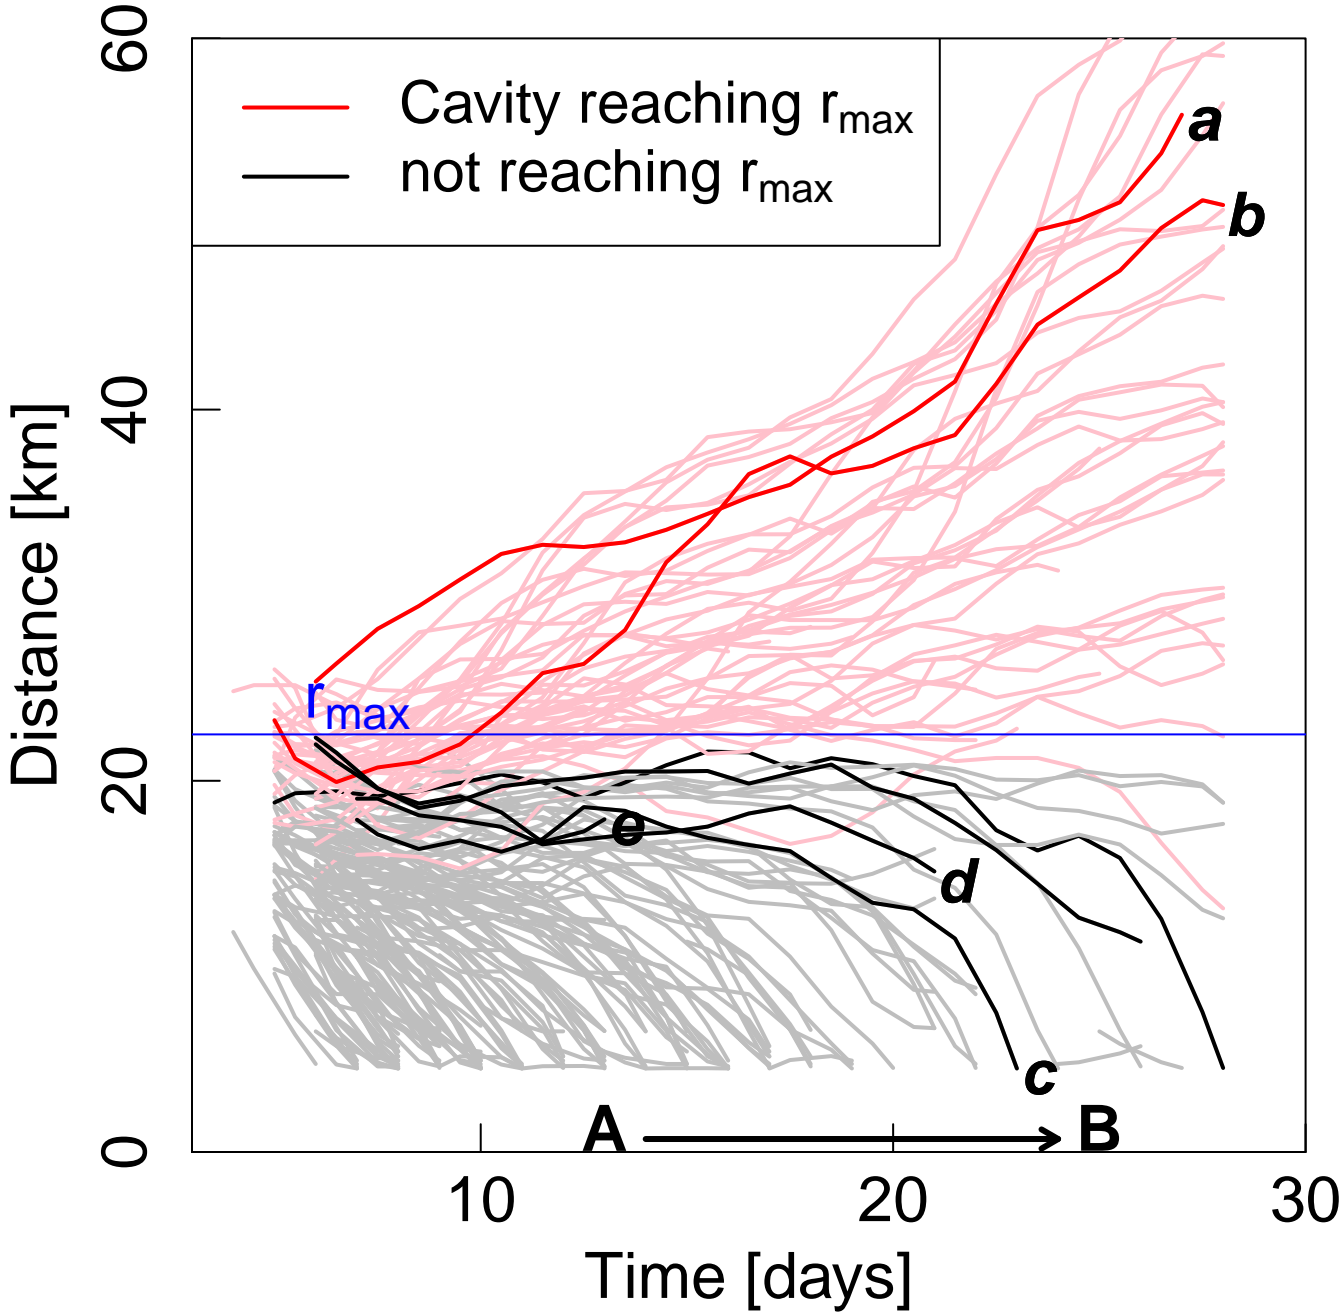 60
Cavity reaching rmax
not reaching rmax
a
b
40
Distance [km]
rmax
20
e
d
c
A
B
0
10
20
30
Time [days]